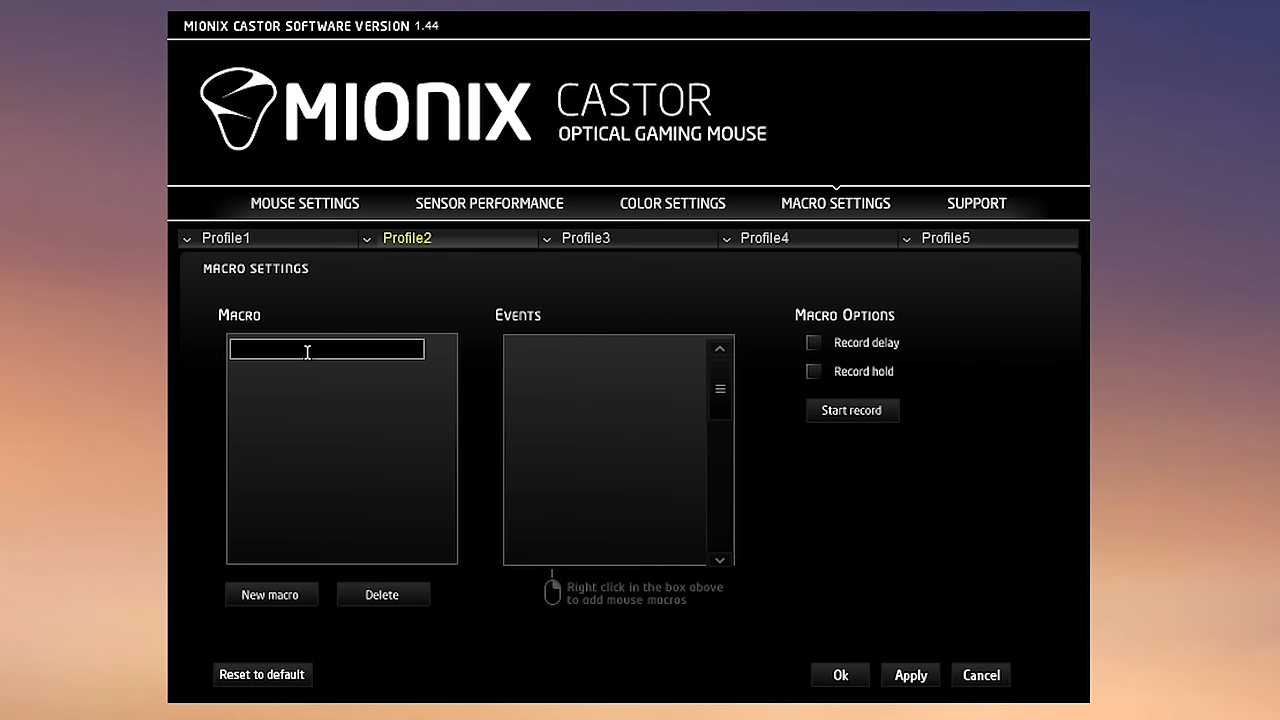 MIONIX CASTOR SOFTWARE VERSION 1.44
MIONIX CASTOR
OPTICAL GAMING MOUSE
MOUSE SETTINGS SENSOR PERFORMANCE COLOR SETTINGS MACRO SETTINGS SUPPORT
Profile1 Profile2 Profile3 Profile4 Profile5
MACRO SETTINGS
Macro Events Macro Options
Record delay
Record hold
Start record
Right click in the box above
to add mouse macros
New macro Delete
Reset to default Ok Apply Cancel